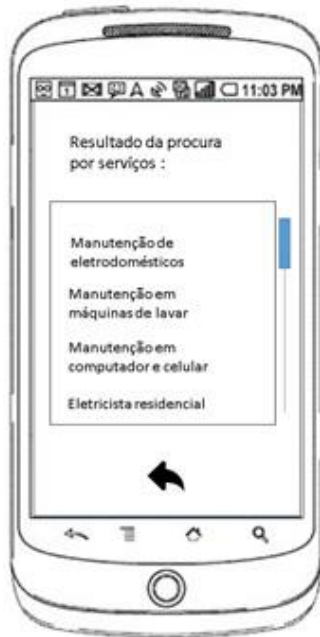 11:03 PM
Resultado da procura
por serviços :
Manutenção de
eletrodomésticos
Manutenção em
máquinas de lavar
Manutenção em
computador e celular
Eletricista residencial